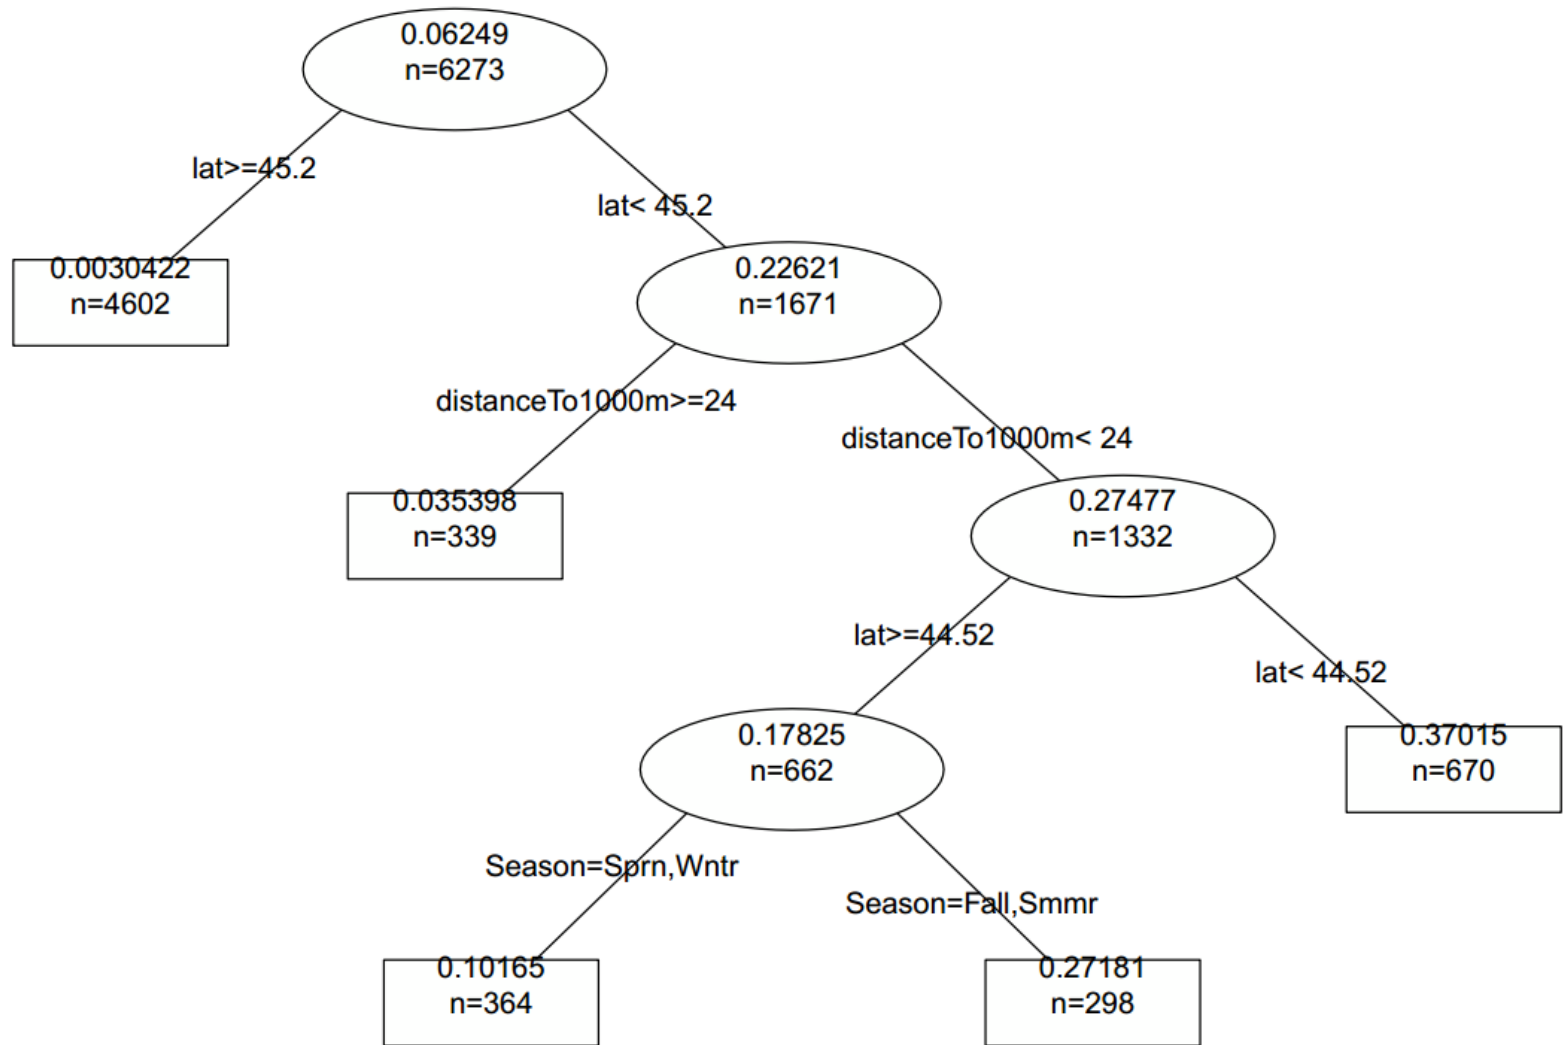 0.06249
n=6273
lat>=45.2
lat< 45.2
0.0030422
n=4602
0.22621
n=1671
distanceTo1000m>=24
distanceTo1000m< 24
0.035398
n=339
0.27477
n=1332
lat>=44.52
lat< 44.52
0.17825
n=662
0.37015
n=670
Season=Sprn,Wntr
Season=Fall,Smmr
0.10165
n=364
0.27181
n=298